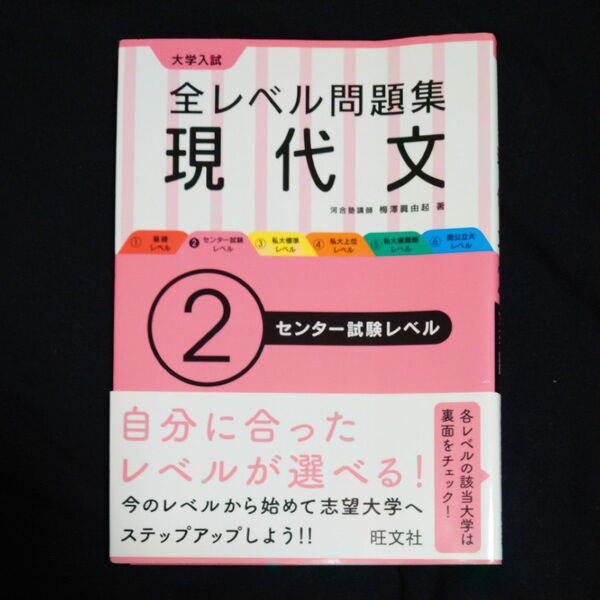 大学入試
全レベル問題集
現代文
河合塾講師 梅澤眞由起 著
① 基礎レベル
② センター試験レベル
③ 私大標準レベル
④ 私大上位レベル
⑤ 私大最難関レベル
⑥ 国公立大レベル
2
センター試験レベル
自分に合った
レベルが選べる!
今のレベルから始めて志望大学へ
ステップアップしよう!!
旺文社
各レベルの該当大学は
裏面をチェック!